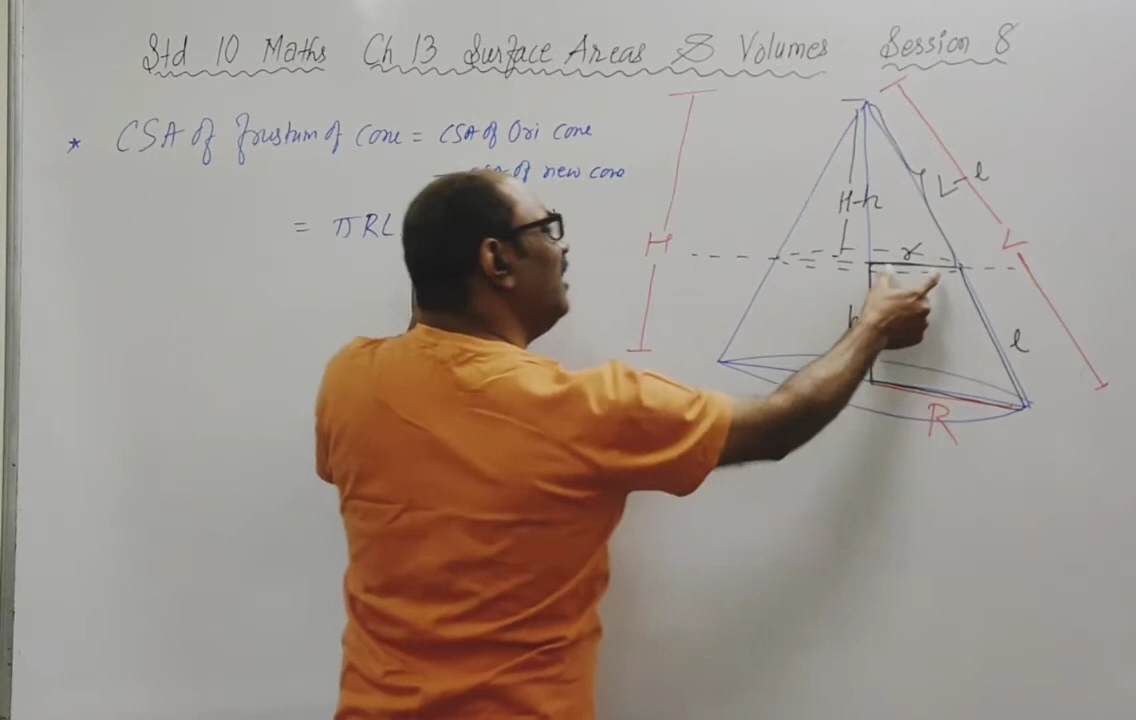 Std 10 Maths Ch 13 Surface Areas & Volumes Session 8
* CSA of frustum of cone = CSA of Ori cone
of new cone
= πRL
H
H-h
L-l
L
r
h
l
R